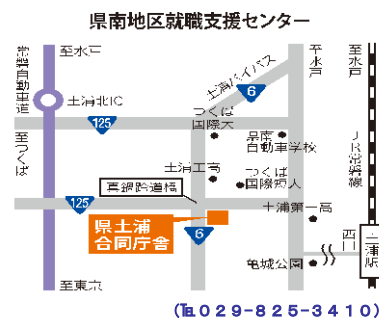 県南地区就職支援センター
至水戸
至水戸
常磐自動車道
土浦バイパス
6
土浦北IC
つくば
国際大
125
県南
自動車学校
JR常磐線
至つくば
土浦工高
つくば
国際短大
真鍋跨道橋
125
土浦第一高
県土浦
合同庁舎
6
西口
土浦駅
亀城公園
至東京
(℡029-825-3410)